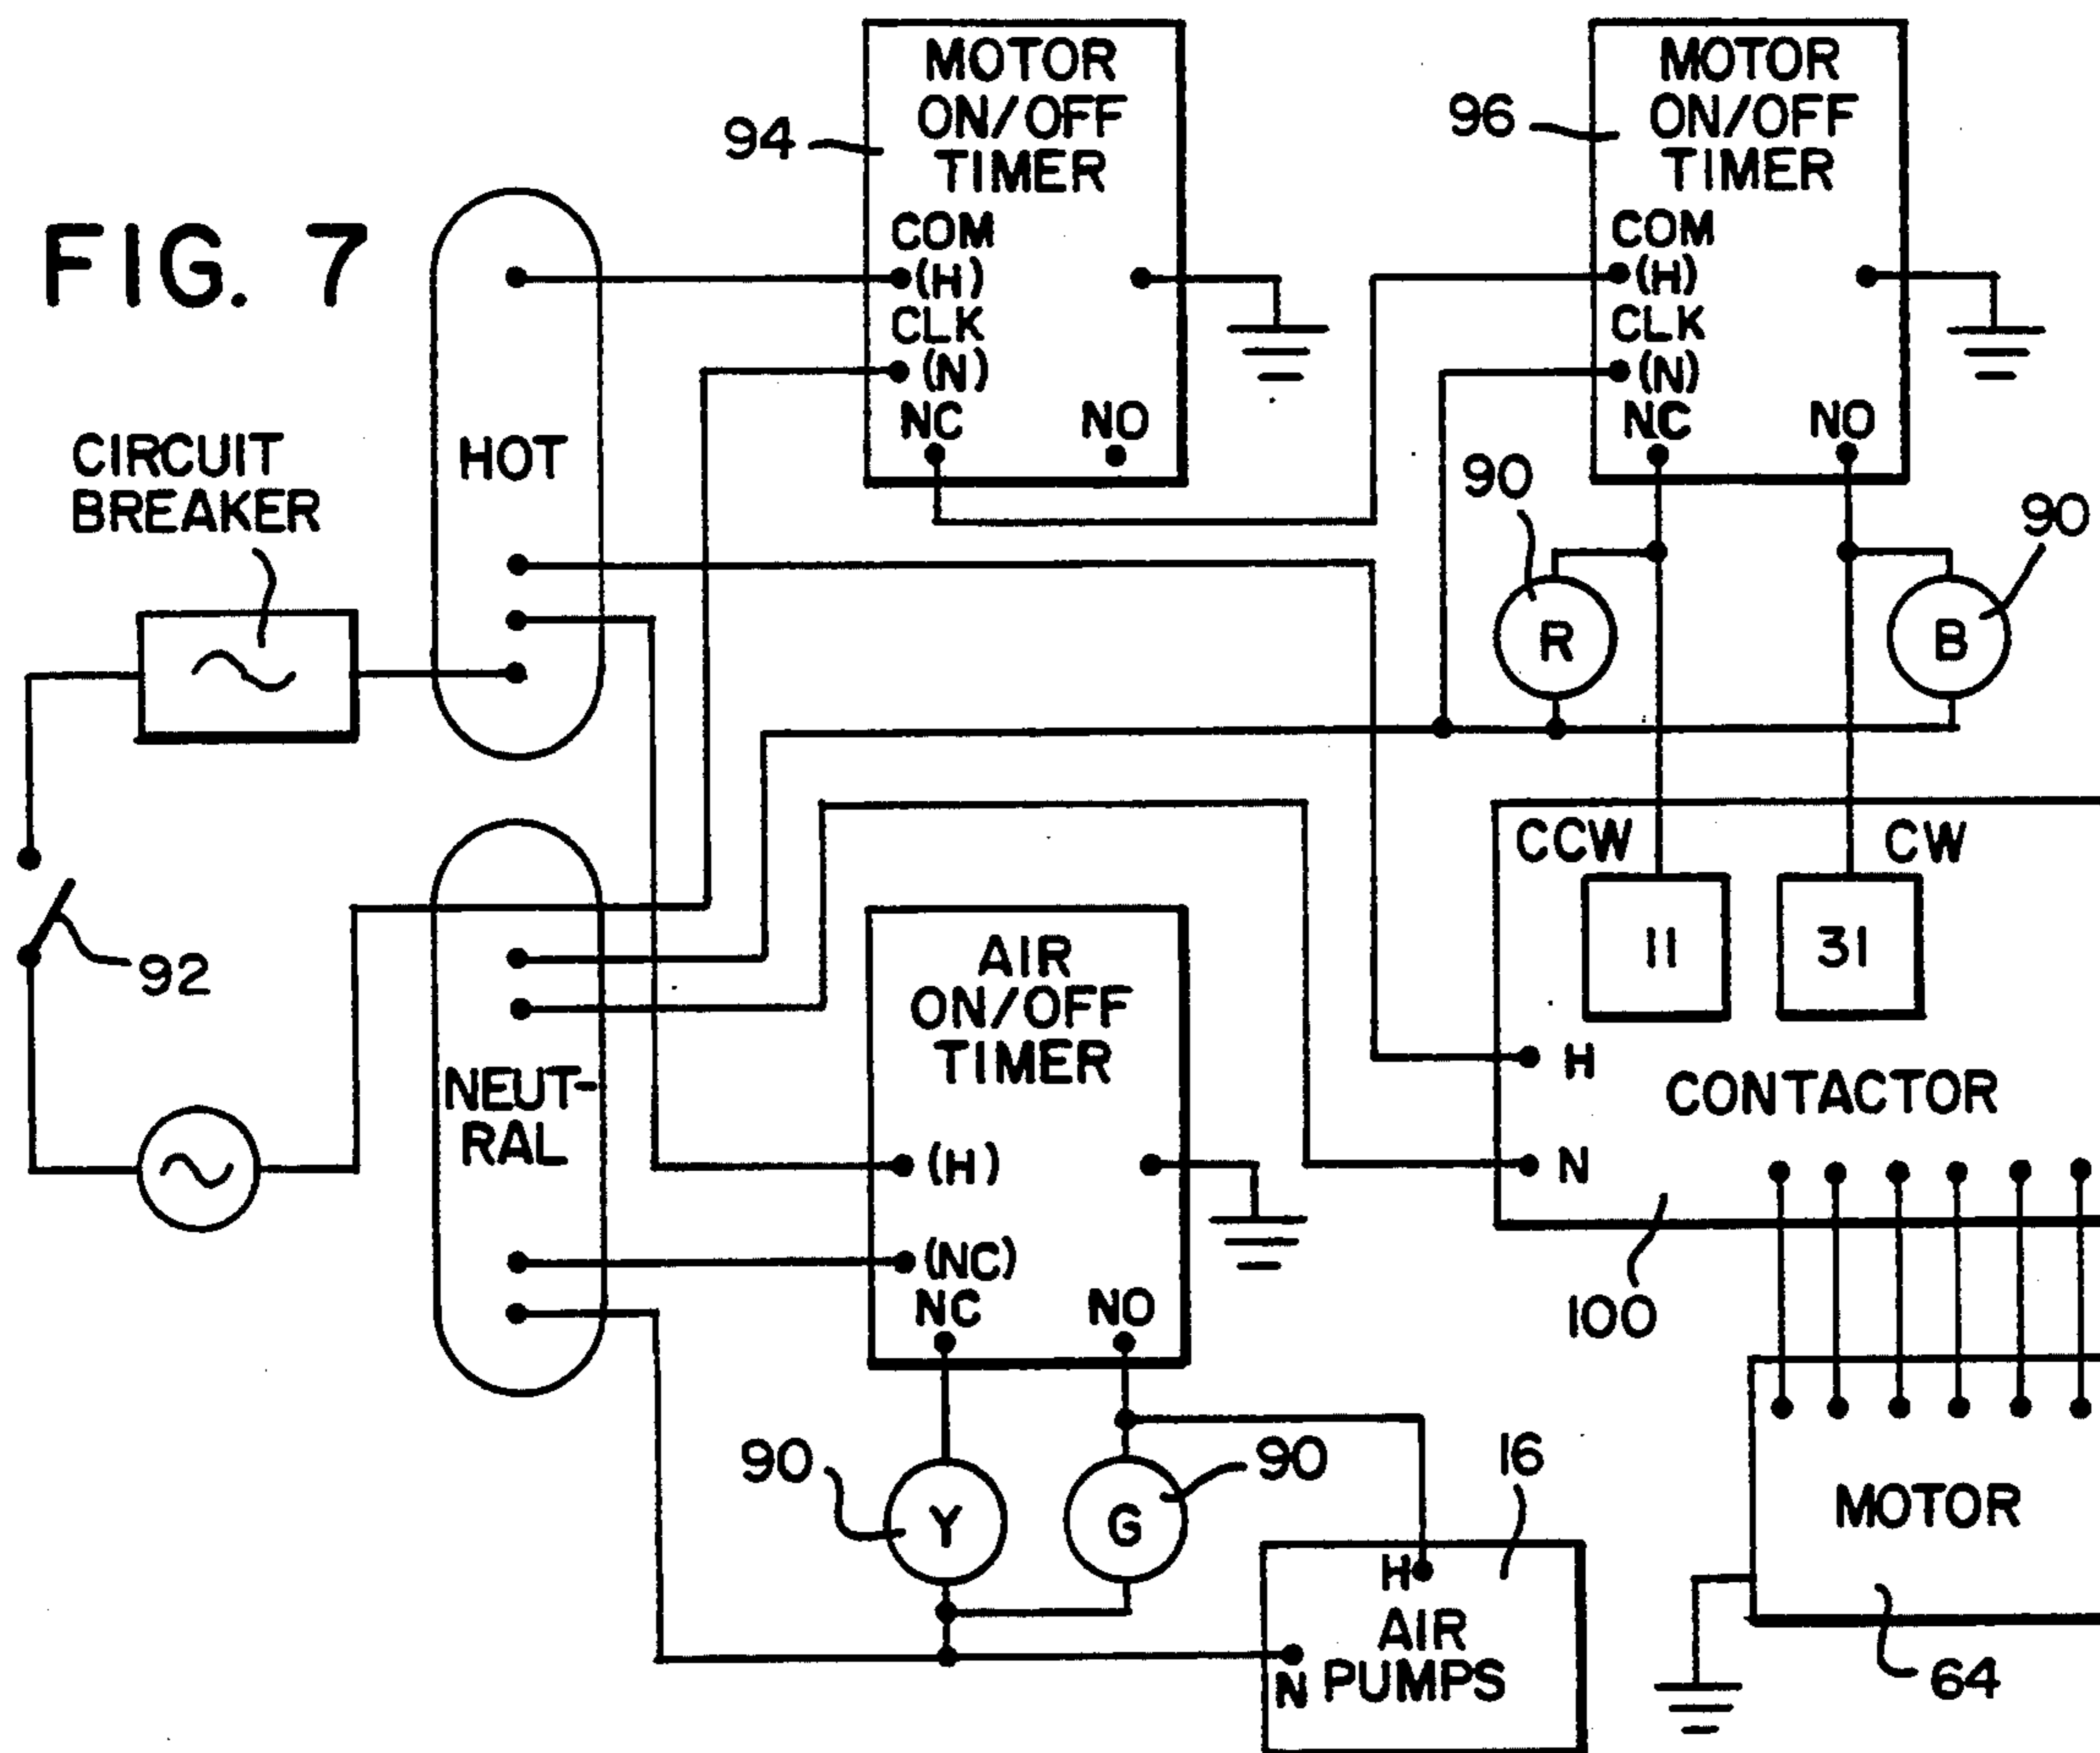 FIG. 7
MOTOR
ON/OFF
TIMER
94
COM
(H)
CLK
(N)
NC
NO
MOTOR
ON/OFF
TIMER
96
COM
(H)
CLK
(N)
NC
NO
CIRCUIT
BREAKER
HOT
90
R
90
B
92
NEUT-
RAL
AIR
ON/OFF
TIMER
(H)
(NC)
NC
NO
CCW
CW
11
31
H
CONTACTOR
N
100
90
Y
G
90
16
H
AIR
N PUMPS
MOTOR
64